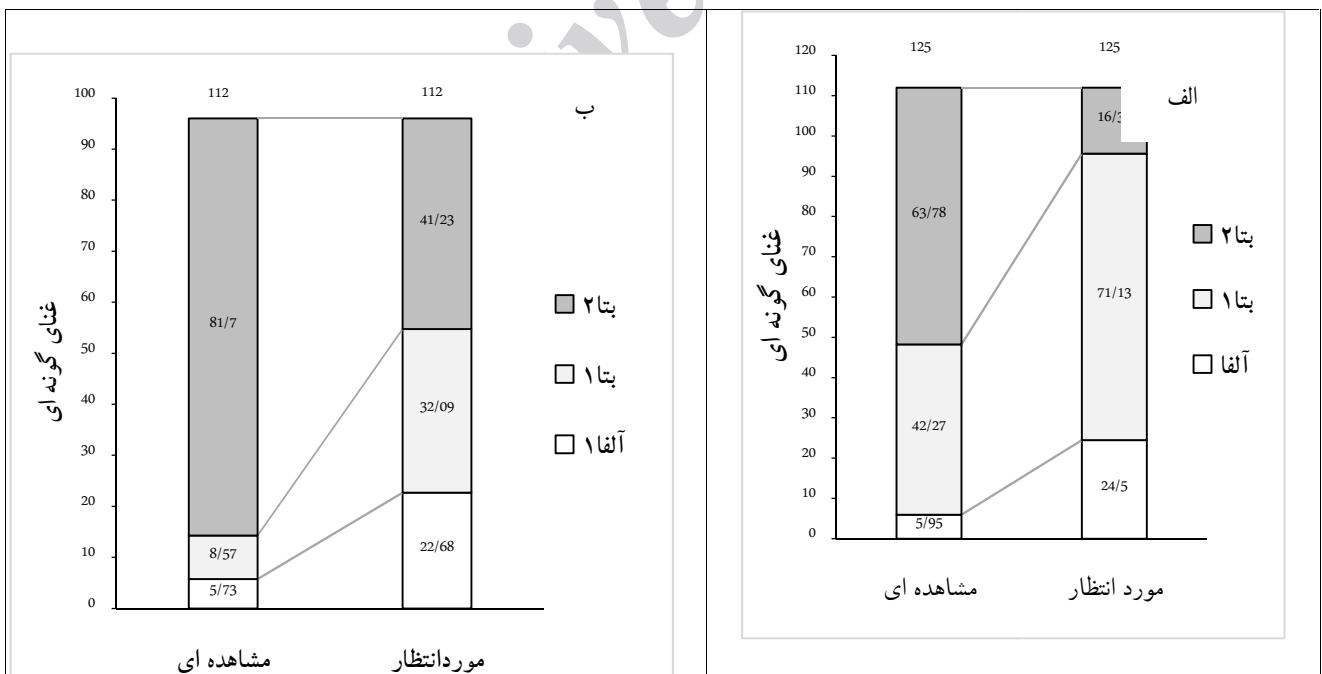 الف
125
125
120
110
100
90
80
70
60
50
40
30
20
10
0
غنای گونه ای
63/78
42/27
5/95
71/13
24/5
بتا۲
بتا۱
آلفا
مشاهده ای
مورد انتظار
ب
112
112
100
90
80
70
60
50
40
30
20
10
0
غنای گونه ای
81/7
8/57
5/73
41/23
32/09
22/68
بتا۲
بتا۱
آلفا۱
مشاهده ای
موردانتظار